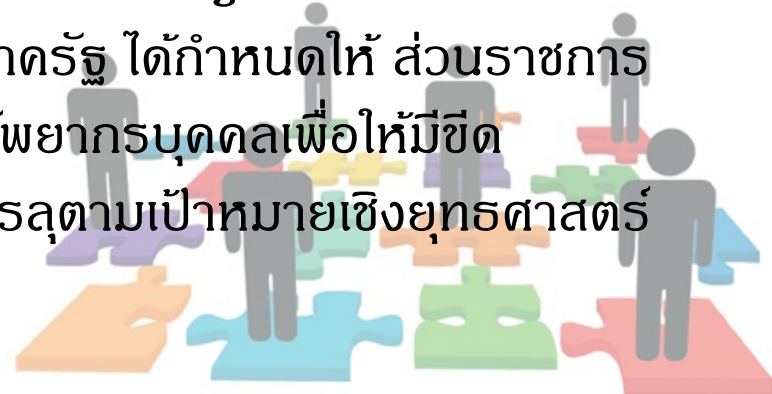 าครัฐ ได้กำหนดให้ ส่วนราชการ
พยากรบุคคลเพื่อให้มีขีด
รลุตามเป้าหมายเชิงยุทธศาสตร์